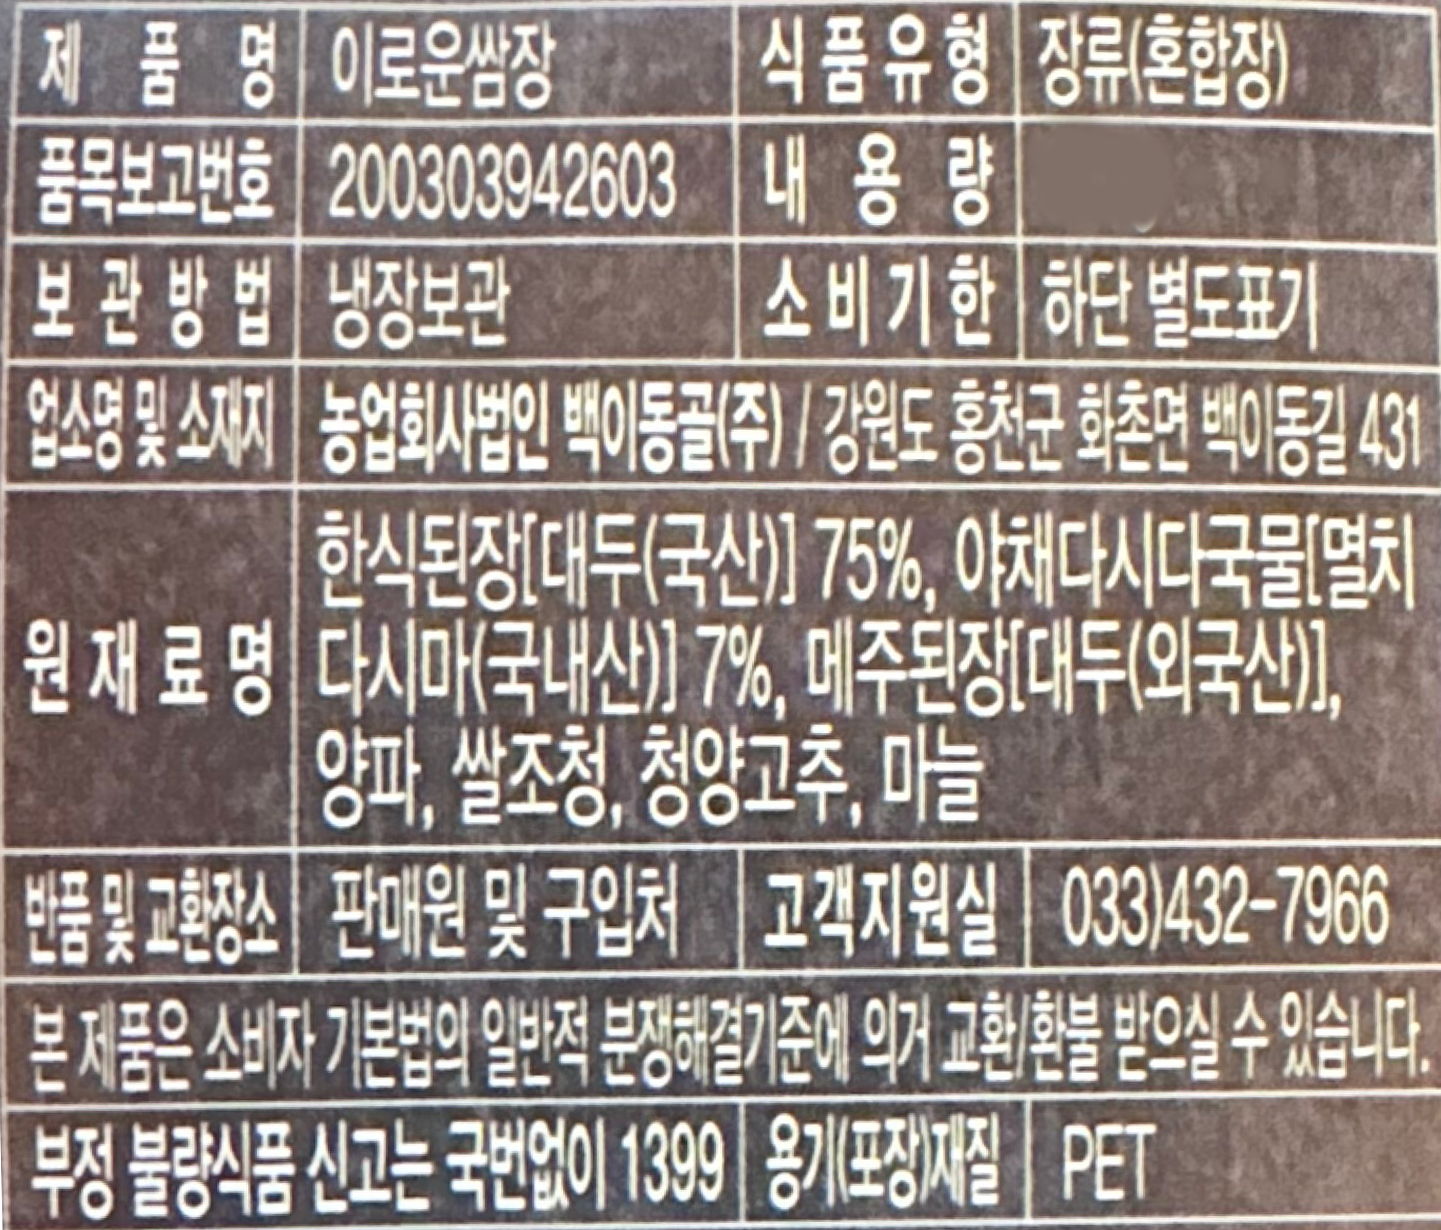 제품명 이로운쌈장 식품유형 장류(혼합장)
품목보고번호 200303942603 내용량
보관방법 냉장보관 소비기한 하단 별도표기
업소명 및 소재지 농업회사법인 백이동골(주) / 강원도 홍천군 화촌면 백이동길 431
원재료명 한식된장[대두(국산)] 75%, 야채다시다국물[멸치
다시마(국내산)] 7%, 메주된장[대두(외국산)],
양파, 쌀조청, 청양고추, 마늘
반품 및 교환장소 판매원 및 구입처 고객지원실 033)432-7966
본 제품은 소비자 기본법의 일반적 분쟁해결기준에 의거 교환/환불 받으실 수 있습니다.
부정 불량식품 신고는 국번없이 1399 용기(포장)재질 PET